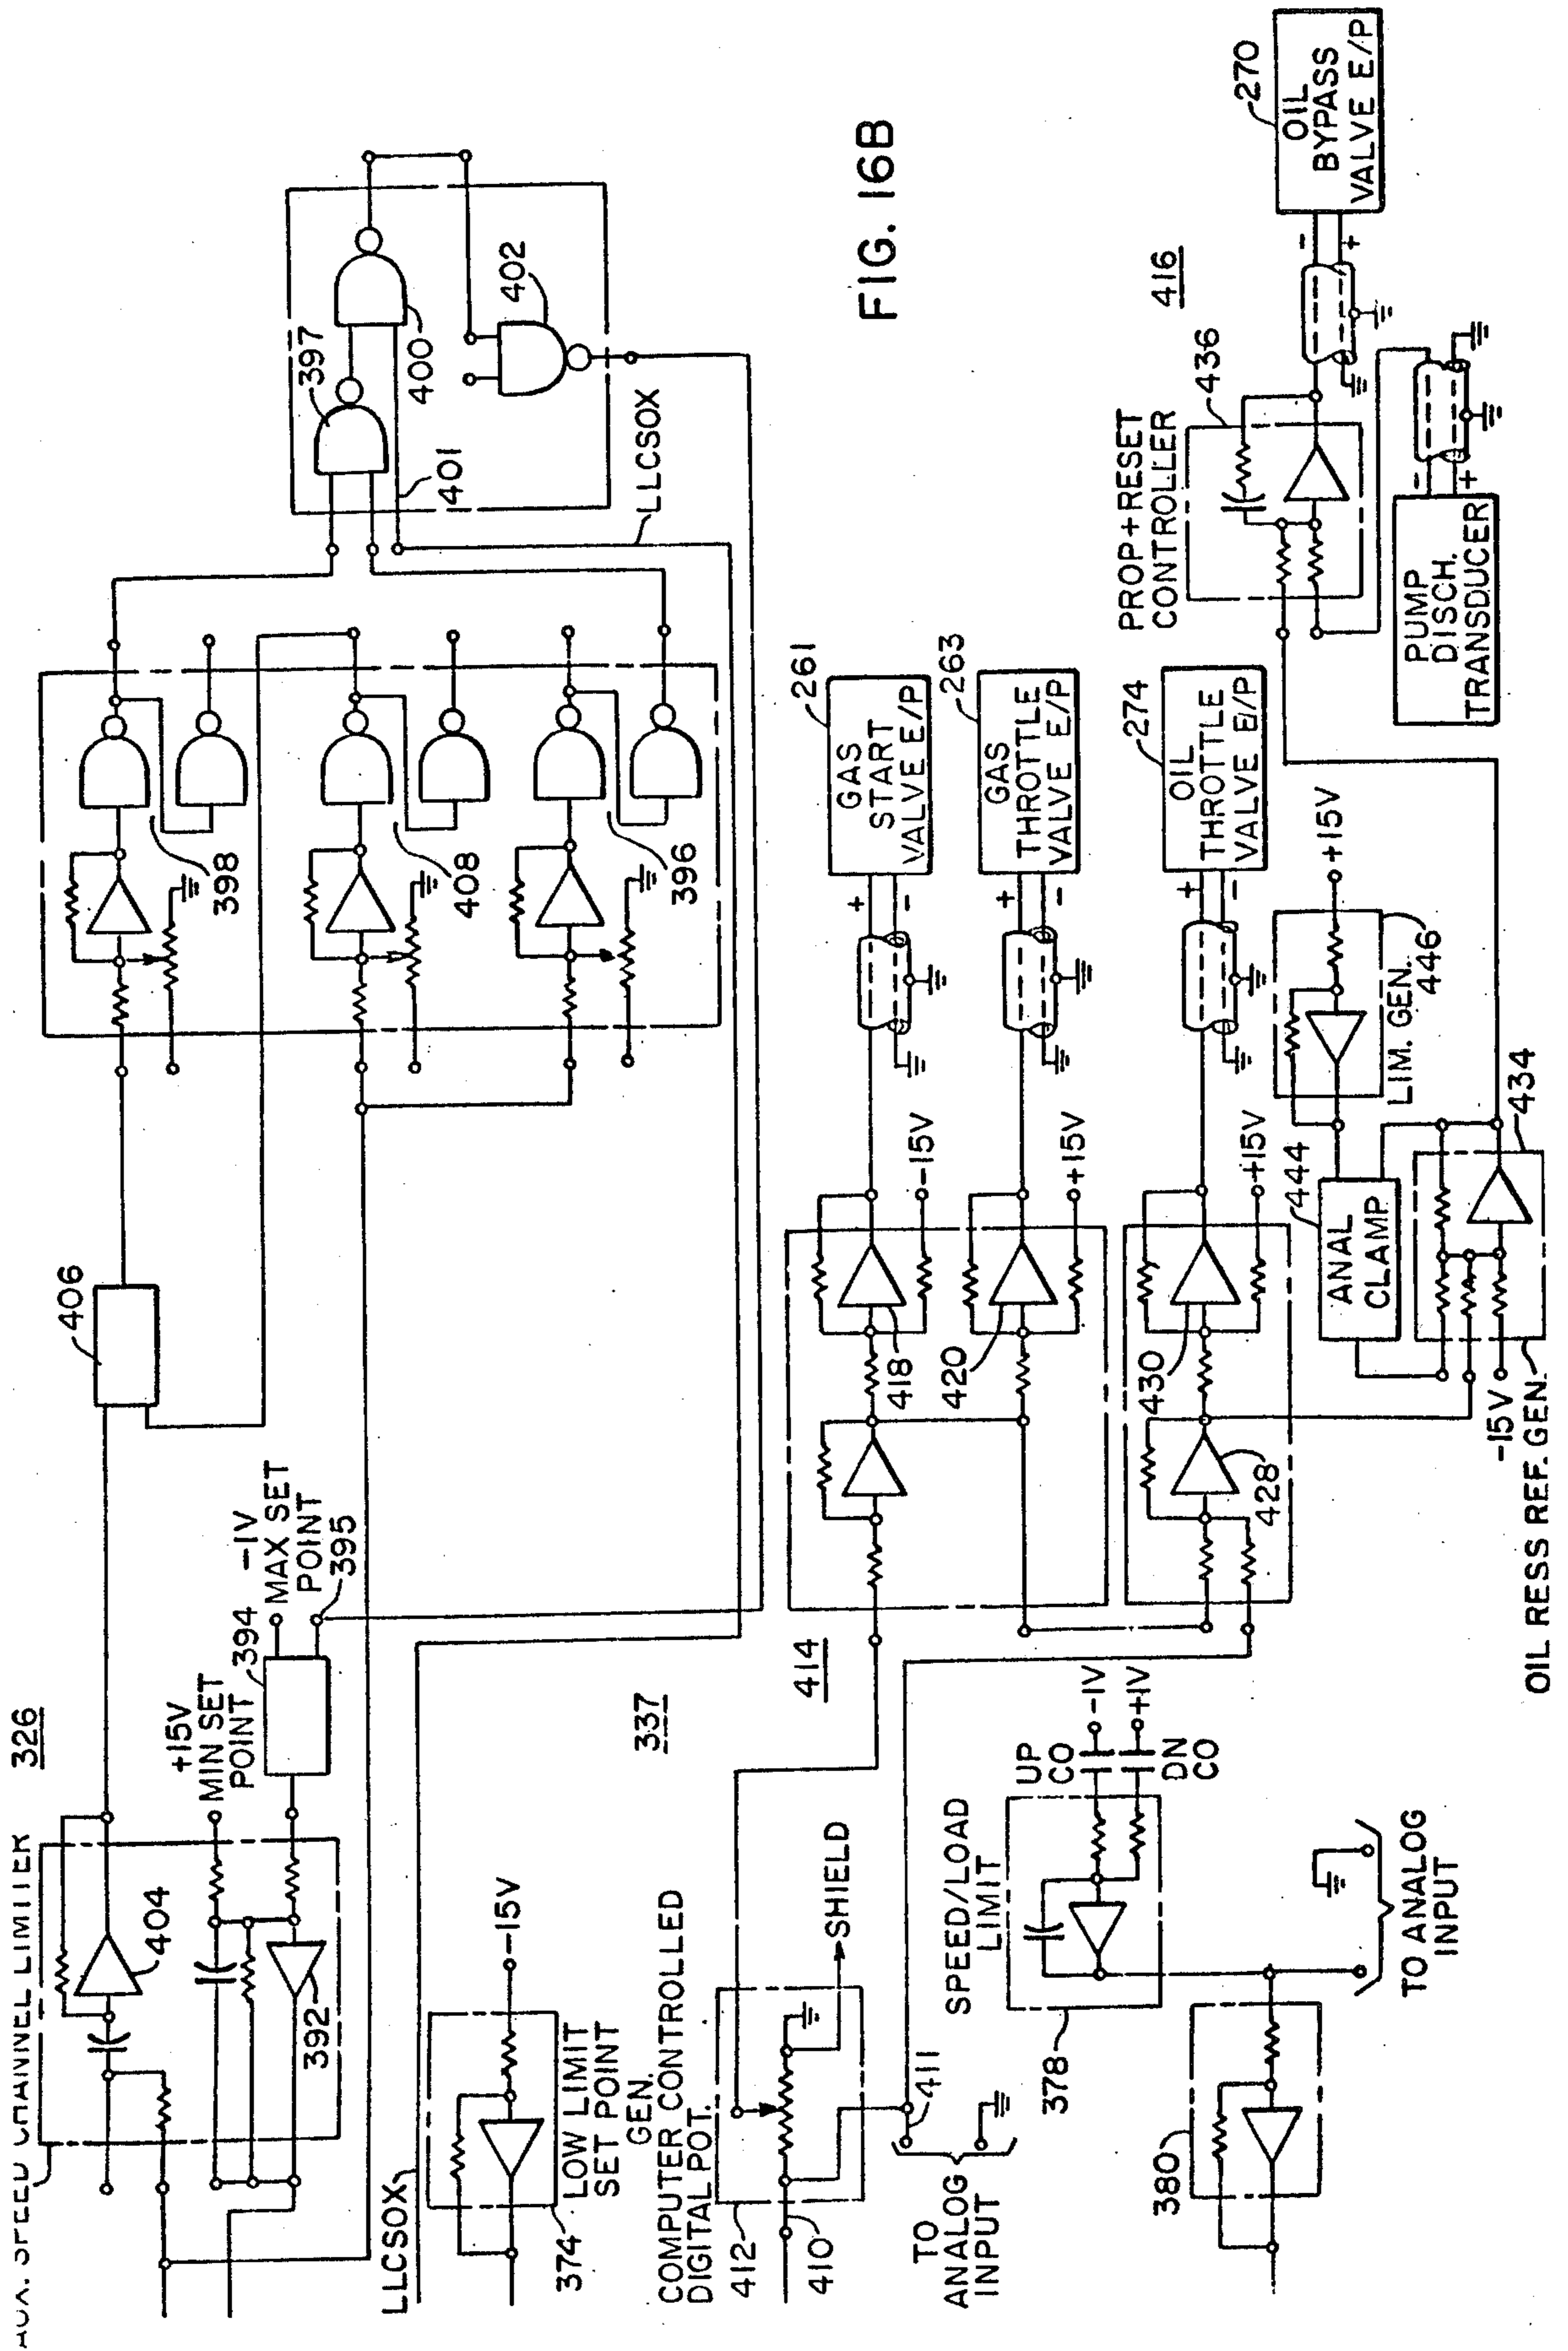 AUX. SPEED CHANNEL LIMITER
326
404
392
+15V
MIN SET
POINT
394
-1V
MAX SET
POINT
395
406
398
408
396
397
400
401
402
LLCSOX
FIG. 16B
LLCSOX
374
LOW LIMIT
SET POINT
GEN.
-15V
337
COMPUTER CONTROLLED
DIGITAL POT.
412
410
SHIELD
411
TO
ANALOG
INPUT
414
418
-15V
+
-
GAS
START
VALVE E/P
261
420
+15V
+
-
GAS
THROTTLE
VALVE E/P
263
428
430
+15V
+
-
OIL
THROTTLE
VALVE E/P
274
SPEED/LOAD
LIMIT
378
UP
CO
-1V
+1V
DN
CO
380
TO ANALOG
INPUT
444
ANAL
CLAMP
LIM. GEN.
446
+15V
434
-15V
OIL RESS REF. GEN.
PROP+RESET
CONTROLLER
436
416
PUMP
DISCH.
TRANSDUCER
-
+
-
+
OIL
BYPASS
VALVE E/P
270